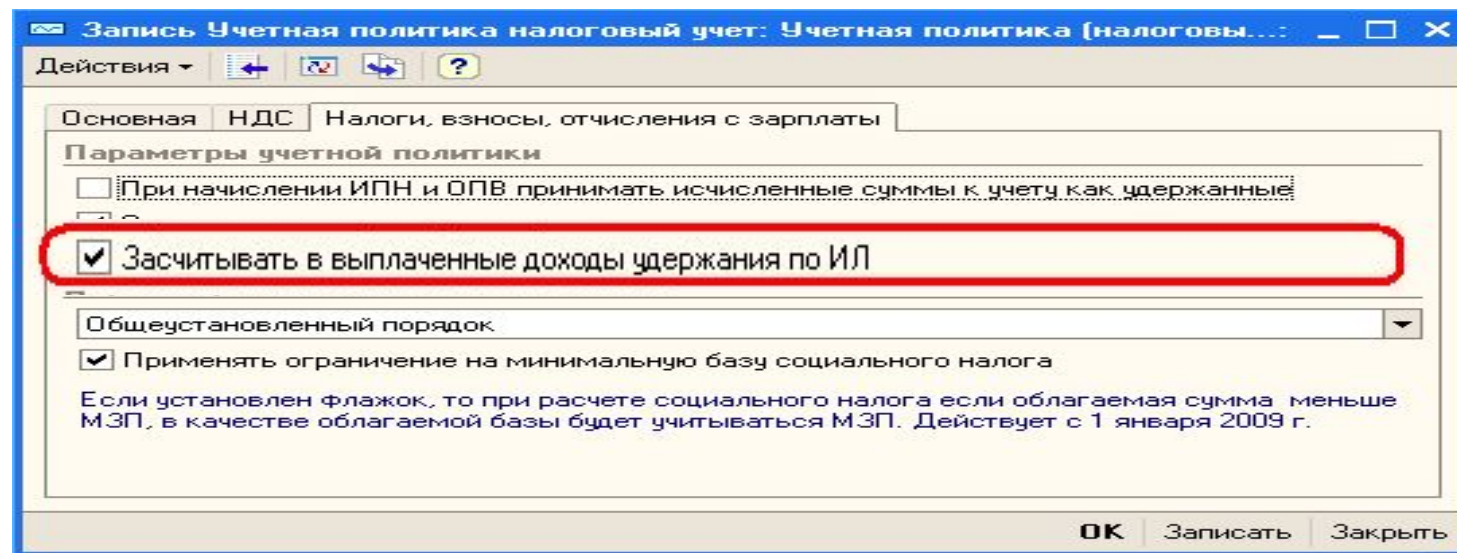 Запись Учетная политика налоговый учет: Учетная политика (налоговы...:
Действия
Основная НДС Налоги, взносы, отчисления с зарплаты
Параметры учетной политики
При начислении ИПН и ОПВ принимать исчисленные суммы к учету как удержанные
Засчитывать в выплаченные доходы удержания по ИЛ
Общеустановленный порядок
Применять ограничение на минимальную базу социального налога
Если установлен флажок, то при расчете социального налога если облагаемая сумма меньше
МЗП, в качестве облагаемой базы будет учитываться МЗП. Действует с 1 января 2009 г.
OK Записать Закрыть